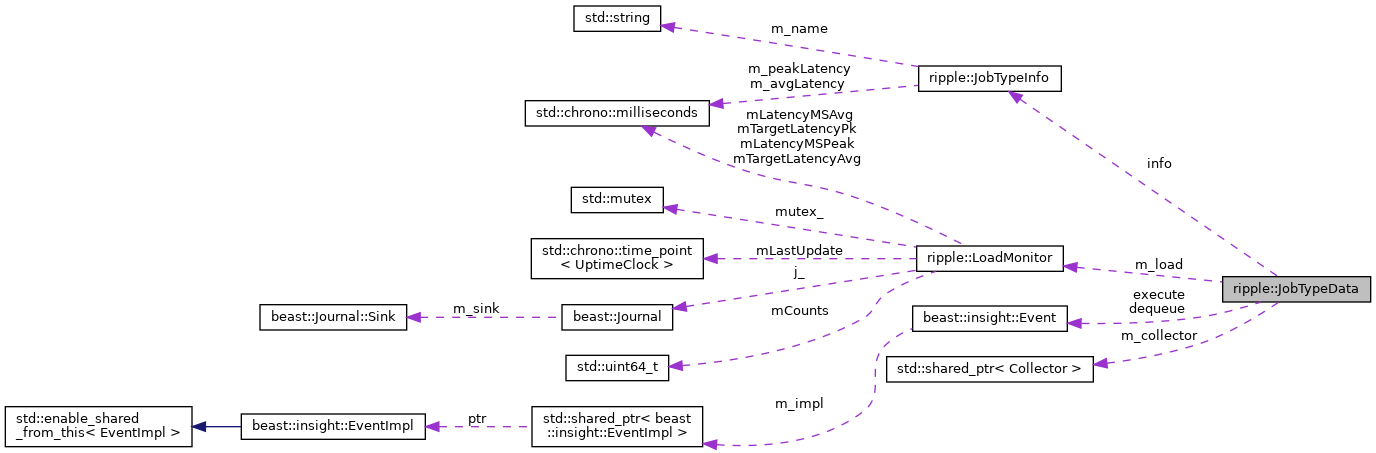 std::string
m_name
ripple::JobTypeInfo
m_peakLatency
m_avgLatency
std::chrono::milliseconds
mLatencyMSAvg
mTargetLatencyPk
mLatencyMSPeak
mTargetLatencyAvg
info
std::mutex
mutex_
std::chrono::time_point
< UptimeClock >
mLastUpdate
ripple::LoadMonitor
m_load
j_
ripple::JobTypeData
beast::Journal::Sink
m_sink
beast::Journal
mCounts
beast::insight::Event
execute
dequeue
m_collector
std::uint64_t
std::shared_ptr< Collector >
m_impl
std::enable_shared
_from_this< EventImpl >
beast::insight::EventImpl
ptr
std::shared_ptr< beast
::insight::EventImpl >